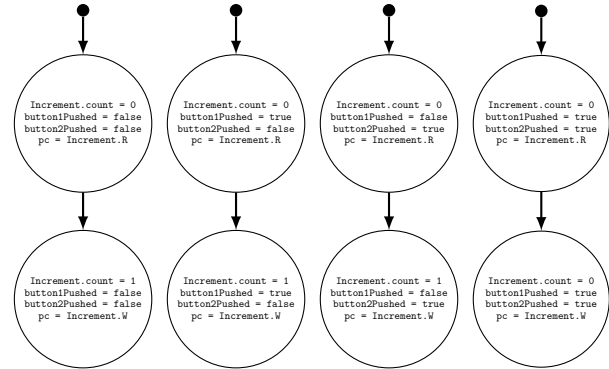 Increment.count = 0
button1Pushed = false
button2Pushed = false
pc = Increment.R
Increment.count = 0
button1Pushed = true
button2Pushed = false
pc = Increment.R
Increment.count = 0
button1Pushed = false
button2Pushed = true
pc = Increment.R
Increment.count = 0
button1Pushed = true
button2Pushed = true
pc = Increment.R
Increment.count = 1
button1Pushed = false
button2Pushed = false
pc = Increment.W
Increment.count = 1
button1Pushed = true
button2Pushed = false
pc = Increment.W
Increment.count = 1
button1Pushed = false
button2Pushed = true
pc = Increment.W
Increment.count = 0
button1Pushed = true
button2Pushed = true
pc = Increment.W